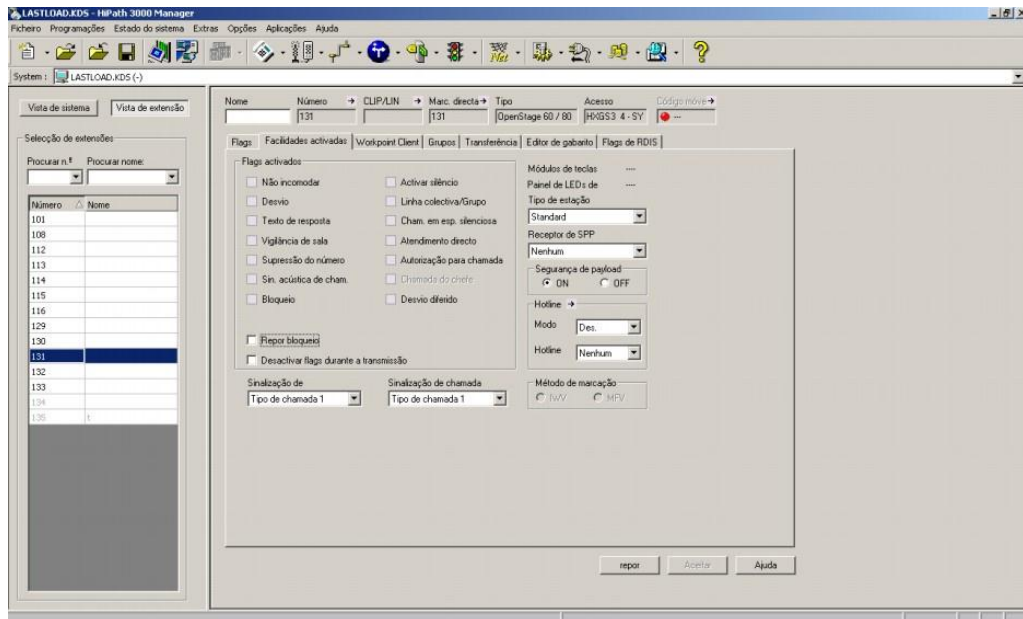 LASTLOAD.KDS - HiPath 3000 Manager
Ficheiro Programações Estado do sistema Extras Opções Aplicações Ajuda
Net
System : LASTLOAD.KDS (-)
Vista de sistema Vista de extensão
Selecção de extensões
Procurar n.º Procurar nome:
Número Nome
101
108
112
113
114
115
116
129
130
131
132
133
134
135 t
Nome Número CLIP/LIN Marc. directa Tipo Acesso Código move
131 131 OpenStage 60 / 80 HXGS3 4 - SY ---
Flags Facilidades activadas Workpoint Client Grupos Transferência Editor de gabarito Flags de RDIS
Flags activados
Não incomodar Activar silêncio
Desvio Linha colectiva/Grupo
Texto de resposta Cham. em esp. silenciosa
Vigilância de sala Atendimento directo
Supressão do número Autorização para chamada
Sin. acústica de cham. Chamada do chefe
Bloqueio Desvio diferido
Repor bloqueio
Desactivar flags durante a transmissão
Sinalização de Sinalização de chamada
Tipo de chamada 1 Tipo de chamada 1
Módulos de teclas ----
Painel de LEDs de ----
Tipo de estação
Standard
Receptor de SPP
Nenhum
Segurança de payload
ON OFF
Hotline
Modo Des.
Hotline Nenhum
Método de marcação
IWV MFV
repor Aceitar Ajuda